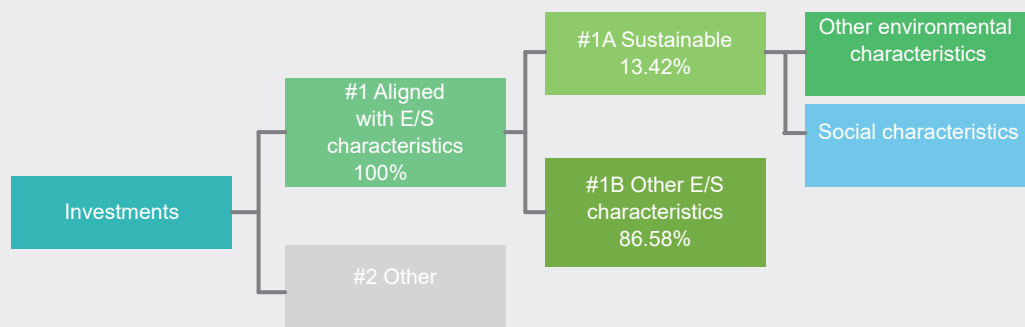 Investments
#1 Aligned
with E/S
characteristics
100%
#2 Other
#1A Sustainable
13.42%
#1B Other E/S
characteristics
86.58%
Other environmental
characteristics
Social characteristics